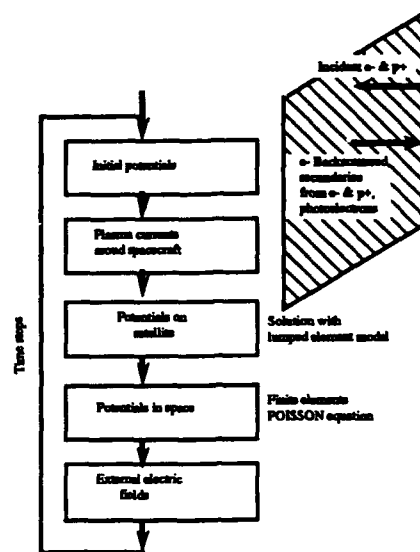 Incident e- & p+
Initial potentials
e- Backscattered
secondaries
from e- & p+,
photoelectrons
Plasma currents
aroud spacecraft
Potentials on
satellite
Solution with
lumped element model
Time steps
Potentials in space
Finite elements
POISSON equation
External electric
fields